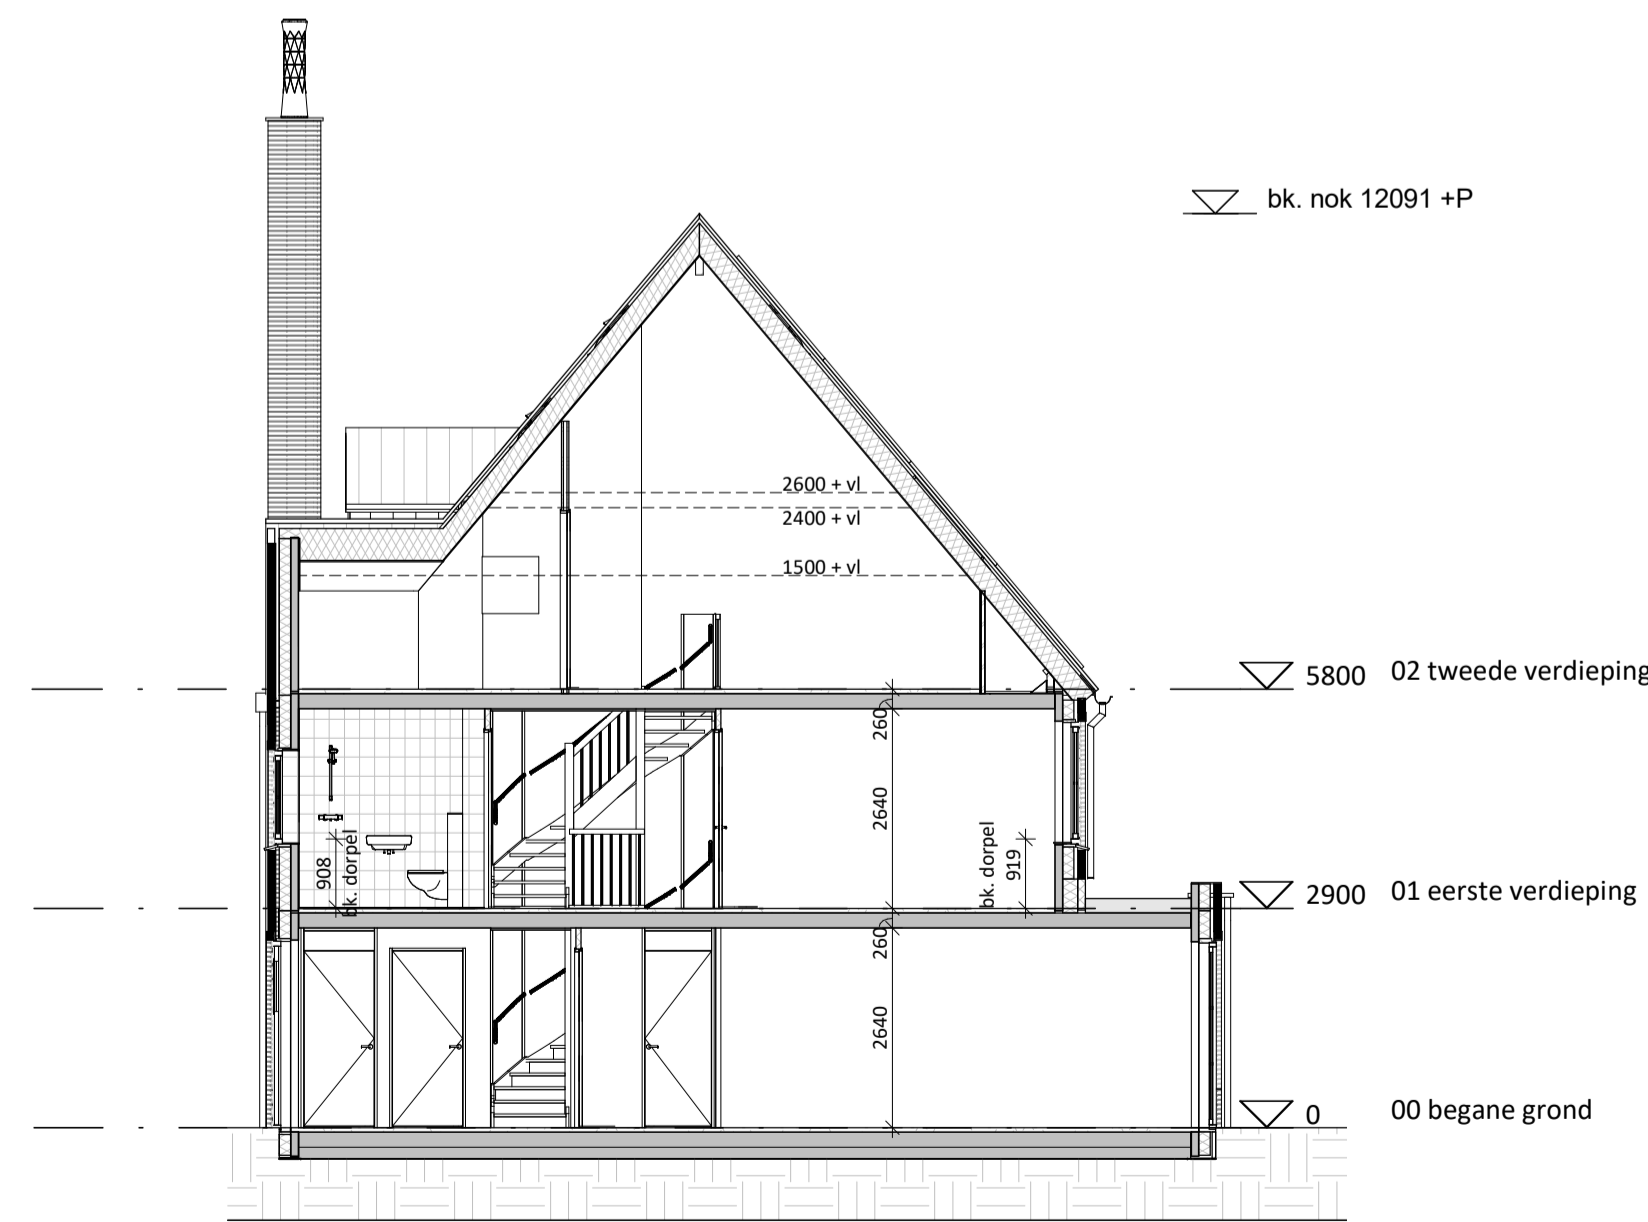 bk. nok 12091 +P
2600 + vl
2400 + vl
1500 + vl
5800 02 tweede verdieping
260
2640
908
bk. dorpel
bk. dorpel
919
2900 01 eerste verdieping
260
2640
0 00 begane grond